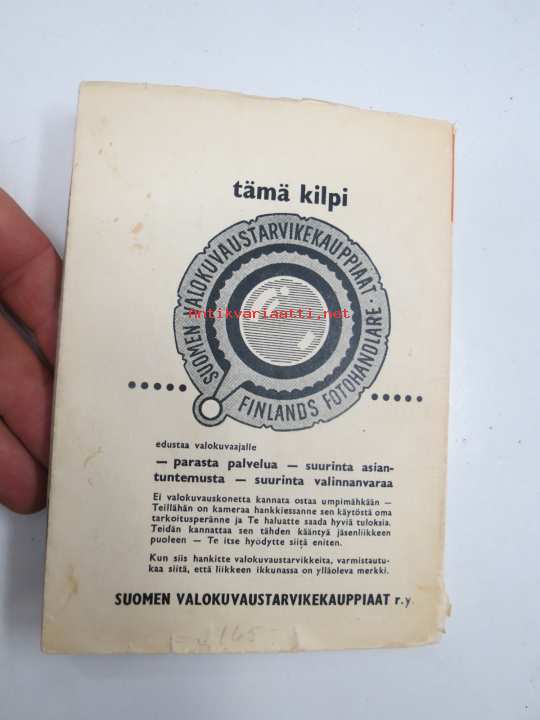 tämä kilpi
SUOMEN VALOKUVAUSTARVIKEKAUPPIAAT ·
FINLANDS FOTOHANDLARE ·
Antikvariaatti.net
edustaa valokuvaajalle
— parasta palvelua — suurinta asian-
tuntemusta — suurinta valinnanvaraa
Ei valokuvauskonetta kannata ostaa umpimähkään —
Teillähän on kameraa hankkiessanne sen käytöstä oma
tarkoitusperänne ja Te haluatte saada hyviä tuloksia.
Teidän kannattaa sen tähden kääntyä jäsenliikkeen
puoleen — Te itse hyödytte siitä eniten.
Kun siis hankitte valokuvaustarvikkeita, varmistautu-
kaa siitä, että liikkeen ikkunassa on ylläoleva merkki.
SUOMEN VALOKUVAUSTARVIKEKAUPPIAAT r.y.
165